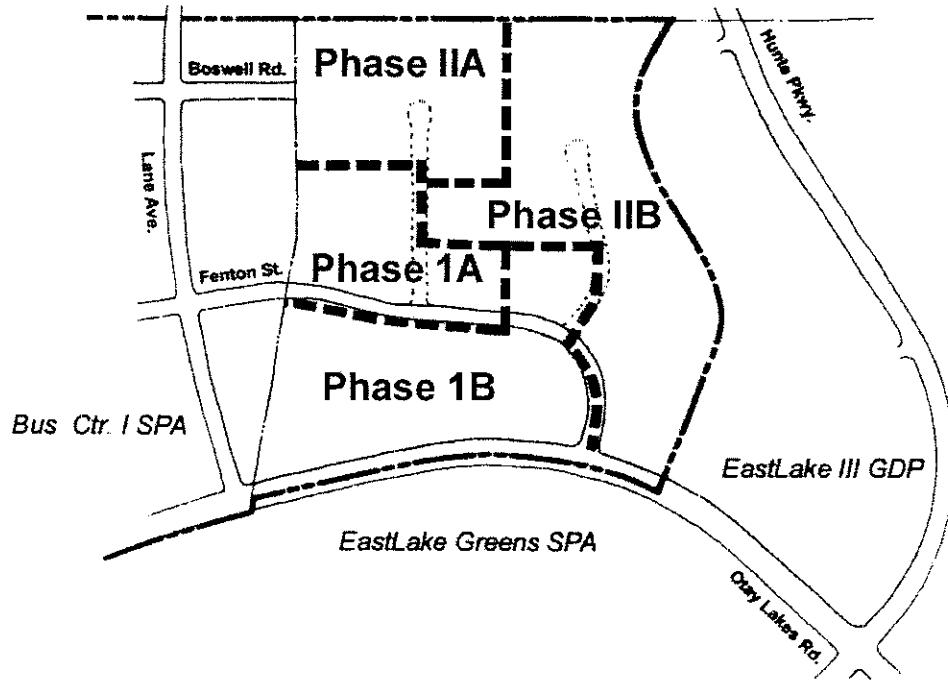 Phase IIA
Boswell Rd.
Hunte Pkwy.
Lane Ave.
Phase IIB
Fenton St.
Phase 1A
Phase 1B
Bus Ctr. I SPA
EastLake III GDP
EastLake Greens SPA
Otay Lakes Rd.